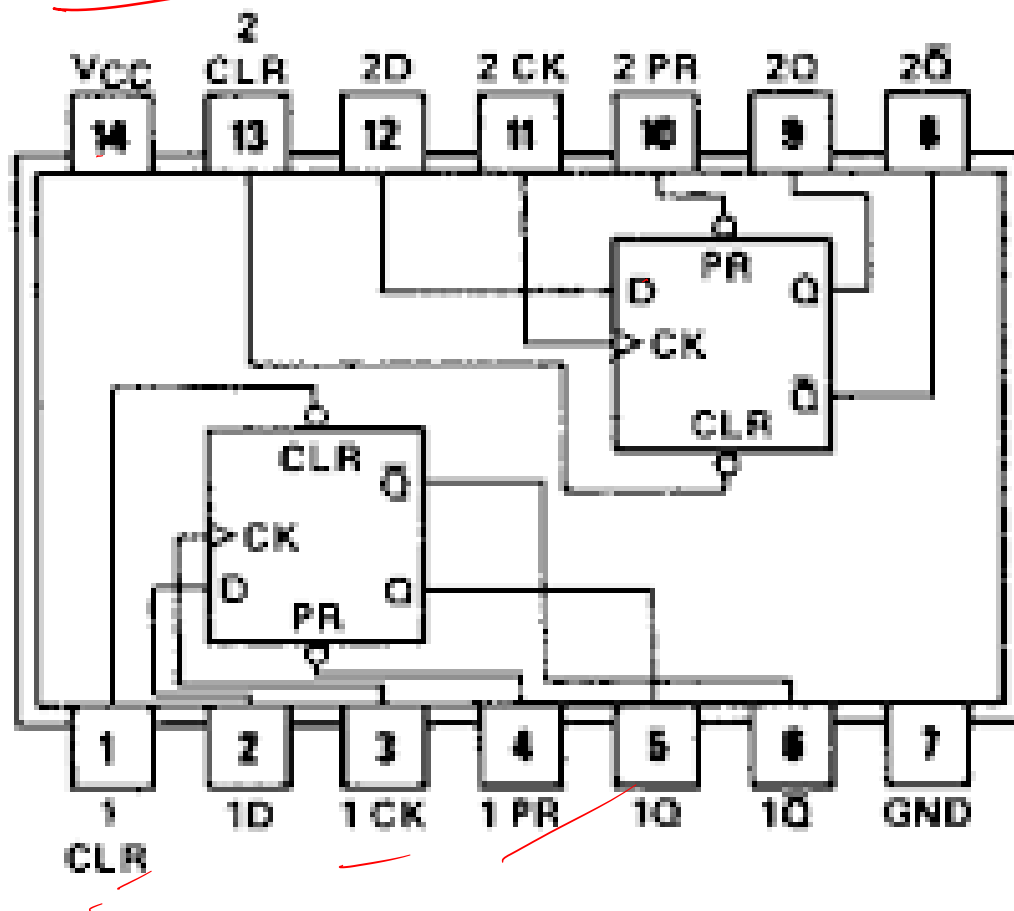 2
VCC CLR 2D 2 CK 2 PR 2Q 2Q̅
14 13 12 11 10 9 8
PR
D Q
CK
Q̅
CLR
CLR
Q̅
CK
D Q
PR
1 2 3 4 5 6 7
1 1D 1 CK 1 PR 1Q 1Q̅ GND
CLR